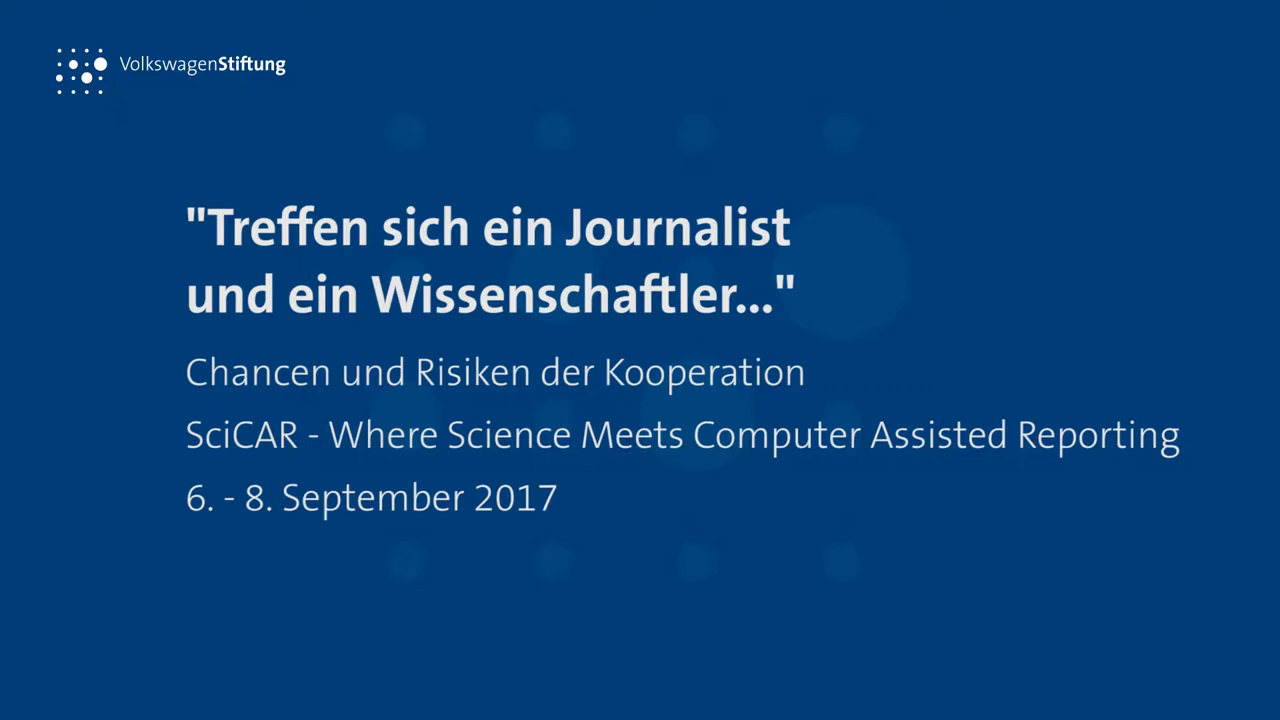 VolkswagenStiftung
"Treffen sich ein Journalist
und ein Wissenschaftler..."
Chancen und Risiken der Kooperation
SciCAR - Where Science Meets Computer Assisted Reporting
6. - 8. September 2017